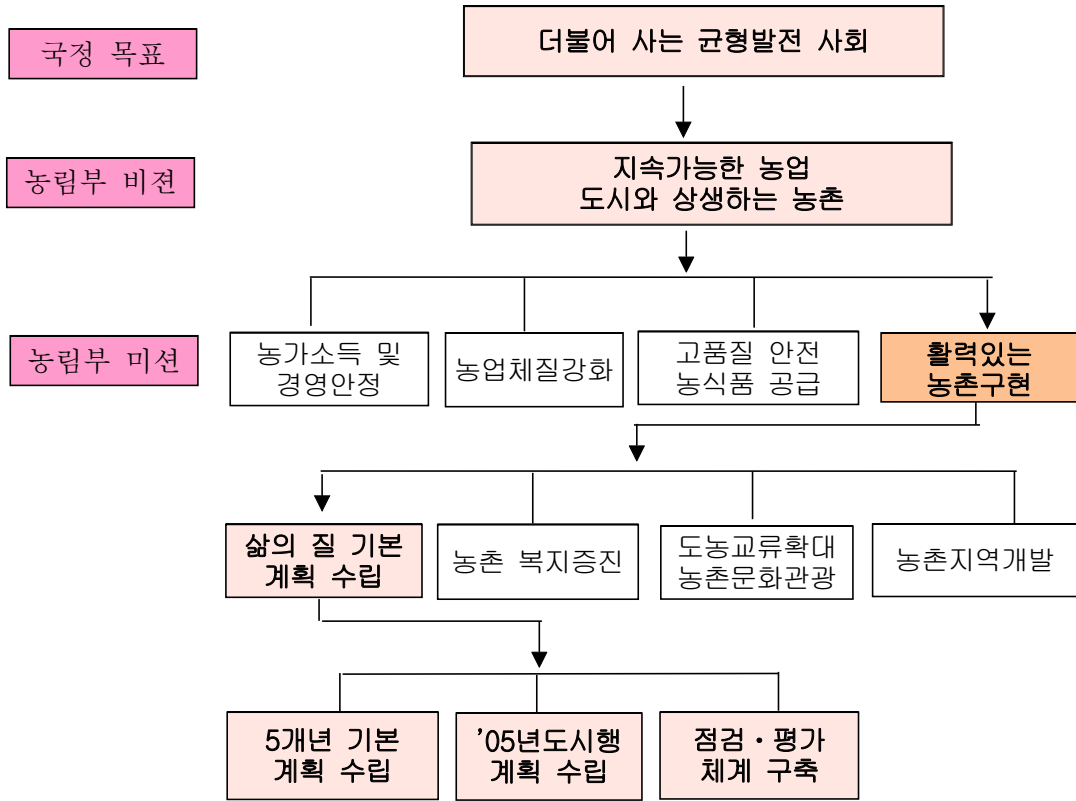 국정 목표
더불어 사는 균형발전 사회
농림부 비젼
지속가능한 농업
도시와 상생하는 농촌
농림부 미션
농가소득 및
경영안정
농업체질강화
고품질 안전
농식품 공급
활력있는
농촌구현
삶의 질 기본
계획 수립
농촌 복지증진
도농교류확대
농촌문화관광
농촌지역개발
5개년 기본
계획 수립
’05년도시행
계획 수립
점검・평가
체계 구축